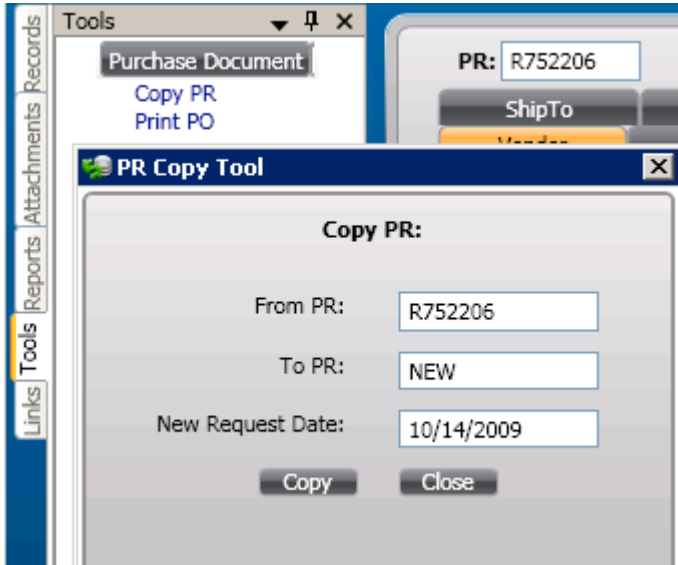 Tools
Records
Attachments
Reports
Tools
Links
Purchase Document
Copy PR
Print PO
PR: R752206
ShipTo
Vendor
PR Copy Tool
Copy PR:
From PR: R752206
To PR: NEW
New Request Date: 10/14/2009
Copy Close